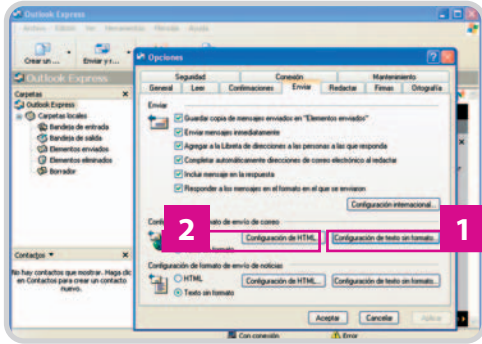 Outlook Express
Archivo Edición Ver Herramientas Mensaje Ayuda
Crear un ...
Enviar y r...
Outlook Express
Carpetas
Outlook Express
Carpetas locales
Bandeja de entrada
Bandeja de salida
Elementos enviados
Elementos eliminados
Borrador
Contactos
No hay contactos que mostrar. Haga clic
en Contactos para crear un contacto
nuevo.
Opciones
Seguridad Conexión Mantenimiento
General Leer Confirmaciones Enviar Redactar Firmas Ortografía
Enviar
Guardar copia de mensajes enviados en "Elementos enviados"
Enviar mensajes inmediatamente
Agregar a la Libreta de direcciones a las personas a las que responda
Completar automáticamente direcciones de correo electrónico al redactar
Incluir mensaje en la respuesta
Responder a los mensajes en el formato en el que se enviaron
Configuración internacional...
de formato de envío de correo
2
Configuración de HTML...
Configuración de texto sin formato...
1
Configuración de formato de envío de noticias
HTML
Texto sin formato
Configuración de HTML...
Configuración de texto sin formato...
Aceptar Cancelar Aplicar
Con conexión
Error